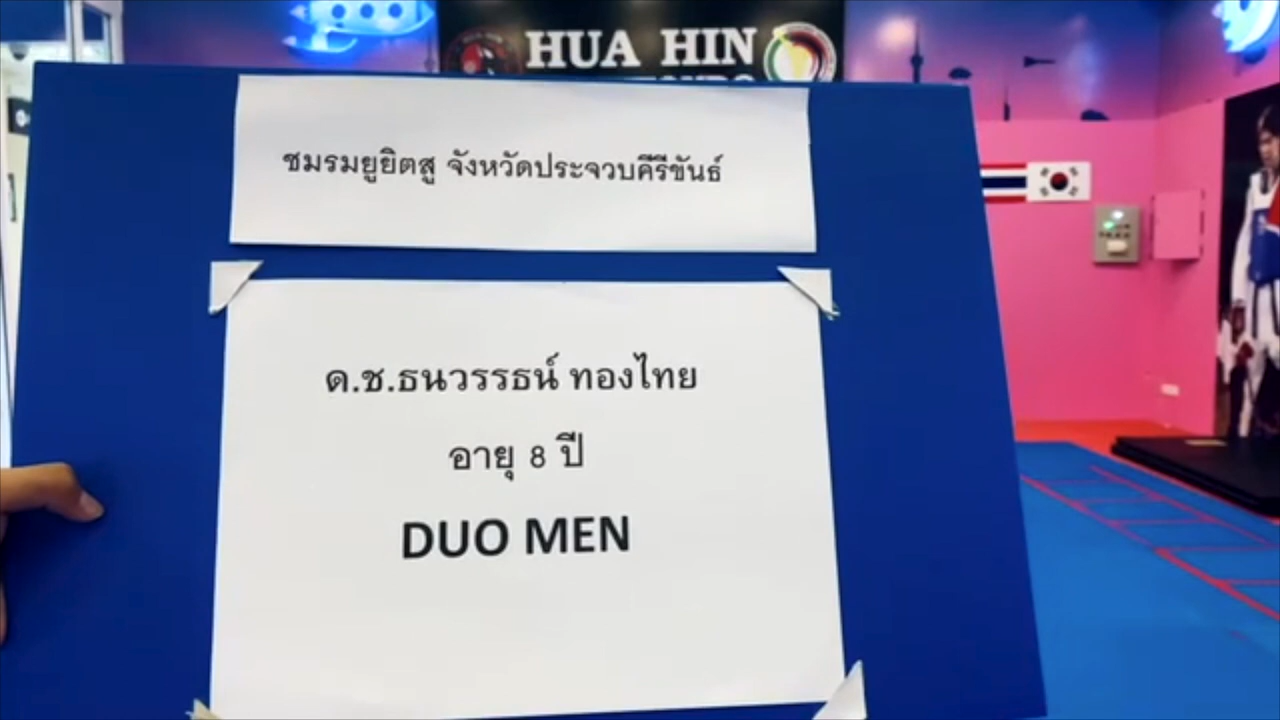 HUA HIN
ชมรมยูยิตสู จังหวัดประจวบคีรีขันธ์
ด.ช.ธนวรรธน์ ทองไทย
อายุ 8 ปี
DUO MEN